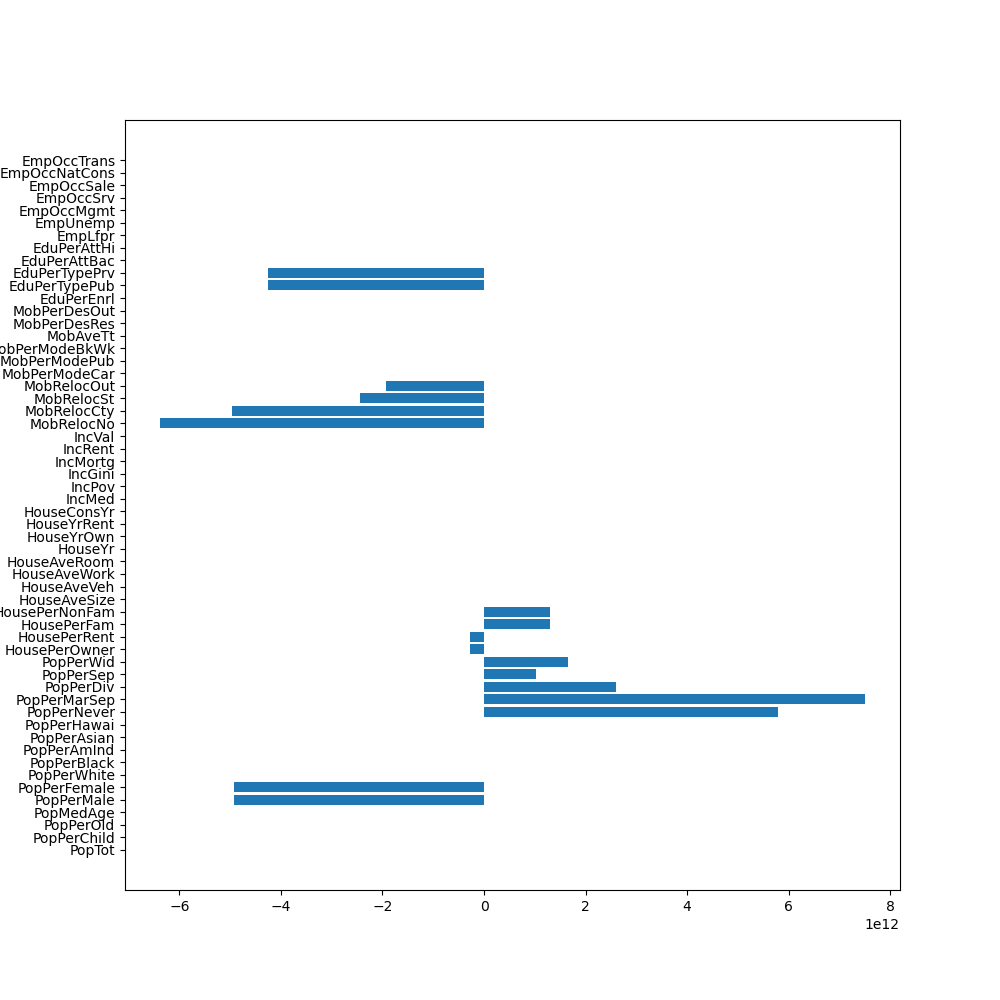 EmpOccTrans
EmpOccNatCons
EmpOccSale
EmpOccSrv
EmpOccMgmt
EmpUnemp
EmpLfpr
EduPerAttHi
EduPerAttBac
EduPerTypePrv
EduPerTypePub
EduPerEnrl
MobPerDesOut
MobPerDesRes
MobAveTt
obPerModeBkWk
MobPerModePub
MobPerModeCar
MobRelocOut
MobRelocSt
MobRelocCty
MobRelocNo
IncVal
IncRent
IncMortg
IncGini
IncPov
IncMed
HouseConsYr
HouseYrRent
HouseYrOwn
HouseYr
HouseAveRoom
HouseAveWork
HouseAveVeh
HouseAveSize
HousePerNonFam
HousePerFam
HousePerRent
HousePerOwner
PopPerWid
PopPerSep
PopPerDiv
PopPerMarSep
PopPerNever
PopPerHawai
PopPerAsian
PopPerAmInd
PopPerBlack
PopPerWhite
PopPerFemale
PopPerMale
PopMedAge
PopPerOld
PopPerChild
PopTot
−6 −4 −2 0 2 4 6 8
1e12